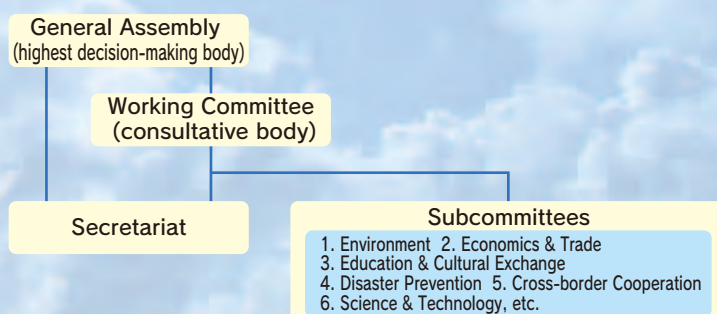 General Assembly
(highest decision-making body)
Working Committee
(consultative body)
Secretariat
Subcommittees
1. Environment 2. Economics & Trade
3. Education & Cultural Exchange
4. Disaster Prevention 5. Cross-border Cooperation
6. Science & Technology, etc.